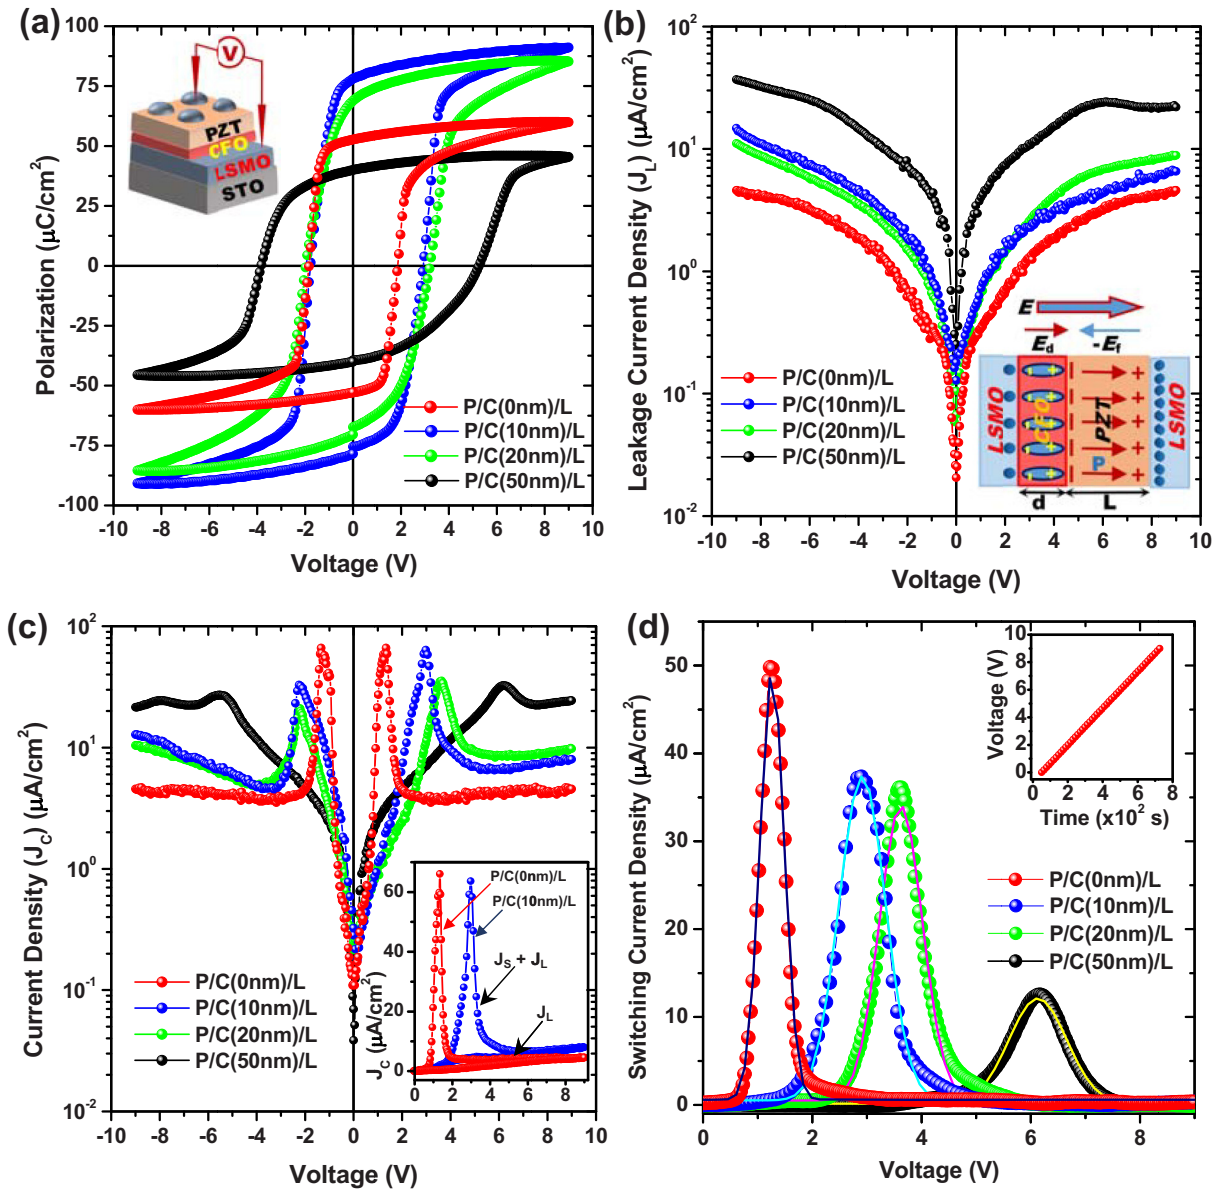 (a)
100
75
50
25
0
-25
-50
-75
-100
Polarization (μC/cm²)
V
PZT
CFO
LSMO
STO
P/C(0nm)/L
P/C(10nm)/L
P/C(20nm)/L
P/C(50nm)/L
-10 -8 -6 -4 -2 0 2 4 6 8 10
Voltage (V)
(b)
10²
10¹
10⁰
10⁻¹
10⁻²
Leakage Current Density (J_L) (μA/cm²)
P/C(0nm)/L
P/C(10nm)/L
P/C(20nm)/L
P/C(50nm)/L
E
E_d -E_f
LSMO CFO PZT LSMO
P
d L
-10 -8 -6 -4 -2 0 2 4 6 8 10
Voltage (V)
(c)
10²
10¹
10⁰
10⁻¹
10⁻²
Current Density (J_C) (μA/cm²)
P/C(0nm)/L
P/C(10nm)/L
P/C(20nm)/L
P/C(50nm)/L
60
40
20
0
J_C (μA/cm²)
P/C(0nm)/L
P/C(10nm)/L
J_S + J_L
J_L
0 2 4 6 8
-10 -8 -6 -4 -2 0 2 4 6 8 10
Voltage (V)
(d)
50
40
30
20
10
0
Switching Current Density (μA/cm²)
10
8
6
4
2
0
Voltage (V)
0 2 4 6 8
Time (x10² s)
P/C(0nm)/L
P/C(10nm)/L
P/C(20nm)/L
P/C(50nm)/L
0 2 4 6 8
Voltage (V)